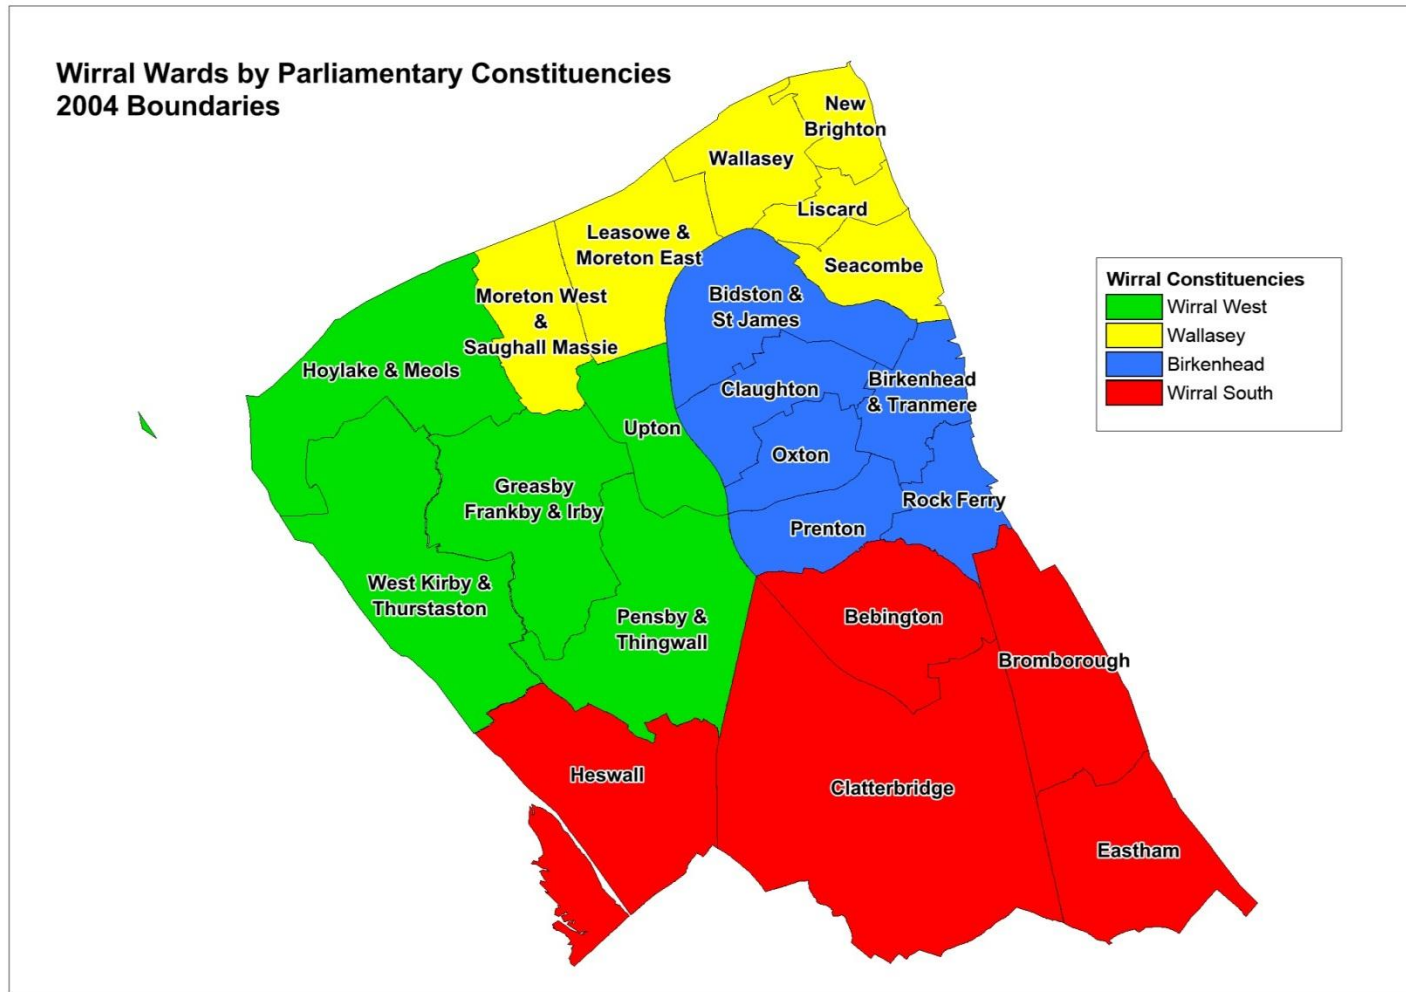 Wirral Wards by Parliamentary Constituencies
2004 Boundaries
New
Brighton
Wallasey
Liscard
Leasowe &
Moreton East
Seacombe
Moreton West
&
Saughall Massie
Bidston &
St James
Hoylake & Meols
Claughton
Birkenhead
& Tranmere
Upton
Oxton
Greasby
Frankby & Irby
Rock Ferry
Prenton
West Kirby &
Thurstaston
Pensby &
Thingwall
Bebington
Bromborough
Heswall
Clatterbridge
Eastham
Wirral Constituencies
Wirral West
Wallasey
Birkenhead
Wirral South